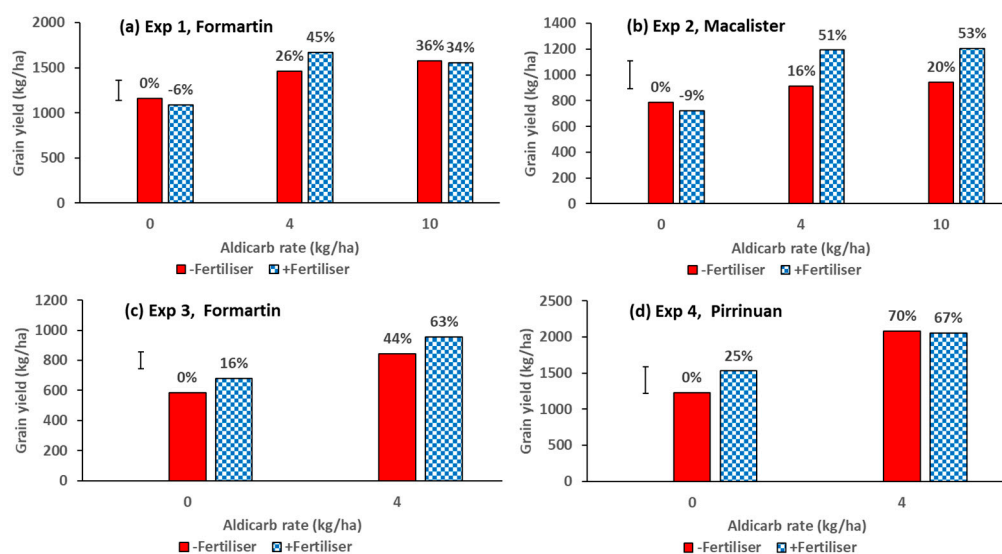 (a) Exp 1, Formartin
Grain yield (kg/ha)
2000
1500
1000
500
0
0%
-6%
26%
45%
36%
34%
0
4
10
Aldicarb rate (kg/ha)
-Fertiliser
+Fertiliser
(b) Exp 2, Macalister
Grain yield (kg/ha)
1400
1200
1000
800
600
400
200
0
0%
-9%
16%
51%
20%
53%
0
4
10
Aldicarb rate (kg/ha)
-Fertiliser
+Fertiliser
(c) Exp 3, Formartin
Grain yield (kg/ha)
1200
1000
800
600
400
200
0
0%
16%
44%
63%
0
4
Aldicarb rate (kg/ha)
-Fertiliser
+Fertiliser
(d) Exp 4, Pirrinuan
Grain yield (kg/ha)
2500
2000
1500
1000
500
0
0%
25%
70%
67%
0
4
Aldicarb rate (kg/ha)
-Fertiliser
+Fertiliser